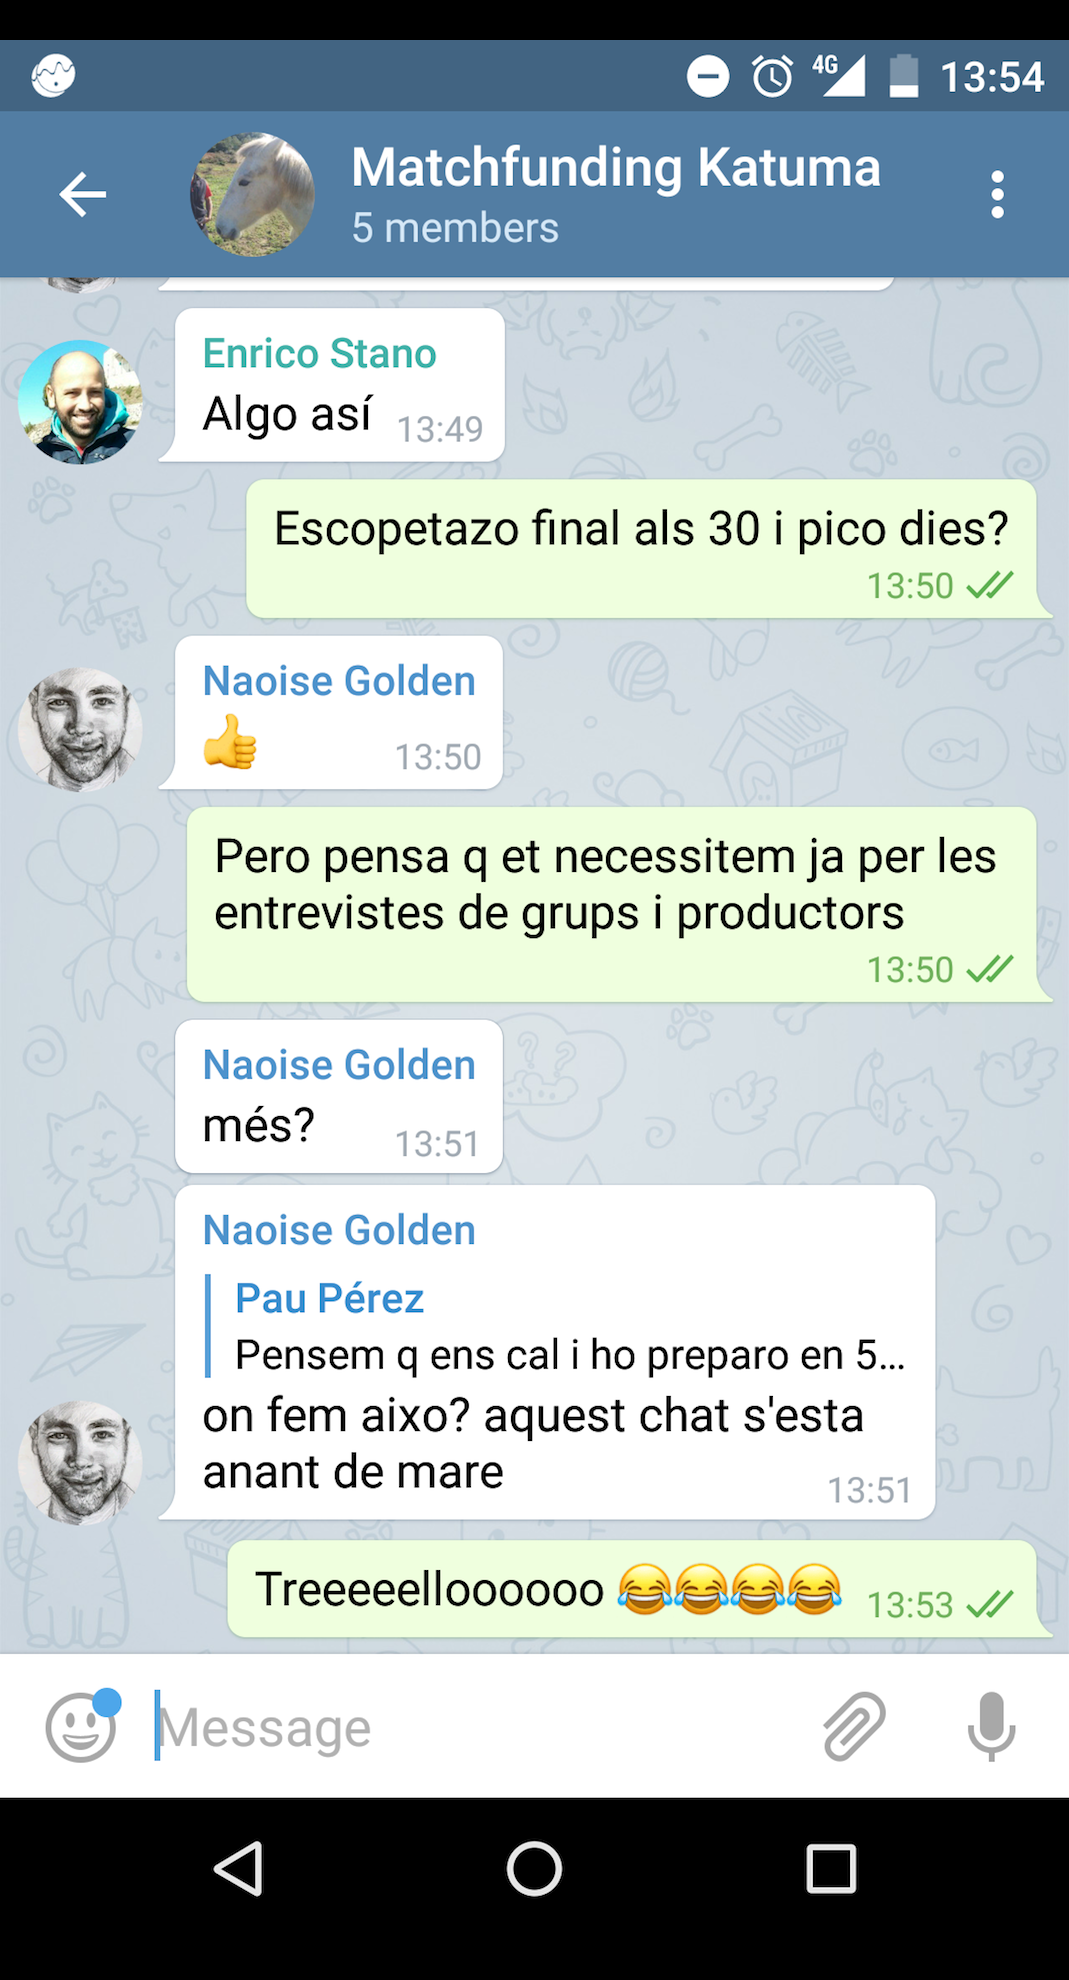 4G 13:54
Matchfunding Katuma
5 members
Enrico Stano
Algo así 13:49
Escopetazo final als 30 i pico dies?
13:50
Naoise Golden
👍 13:50
Pero pensa q et necessitem ja per les
entrevistes de grups i productors
13:50
Naoise Golden
més? 13:51
Naoise Golden
Pau Pérez
Pensem q ens cal i ho preparo en 5...
on fem aixo? aquest chat s'esta
anant de mare 13:51
Treeeeelloooooo 😂😂😂😂 13:53
Message